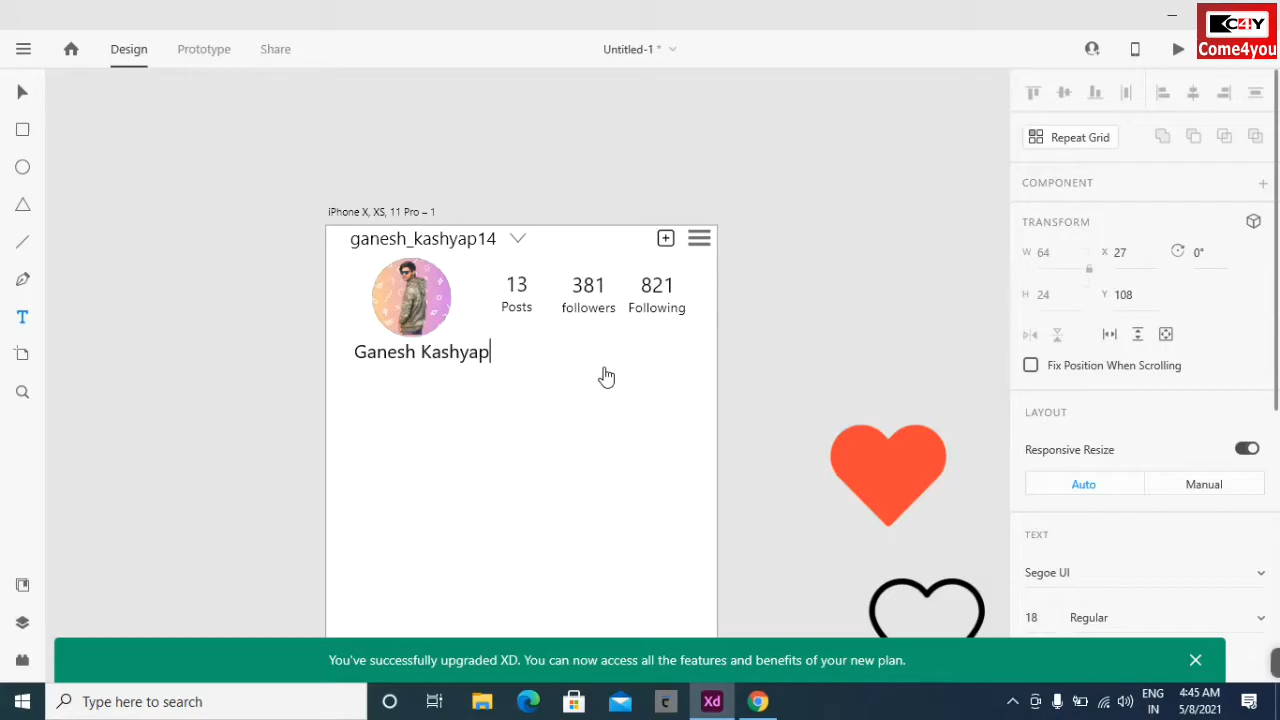 C4Y
Come4you
Design
Prototype
Share
Untitled-1 *
Repeat Grid
COMPONENT
TRANSFORM
W 64 X 27 0°
H 24 Y 108
Fix Position When Scrolling
LAYOUT
Responsive Resize
Auto Manual
TEXT
Segoe UI
18 Regular
iPhone X, XS, 11 Pro – 1
ganesh_kashyap14
13 381 821
Posts followers Following
Ganesh Kashyap
You've successfully upgraded XD. You can now access all the features and benefits of your new plan.
Type here to search
C
Xd
ENG
IN
4:45 AM
5/8/2021